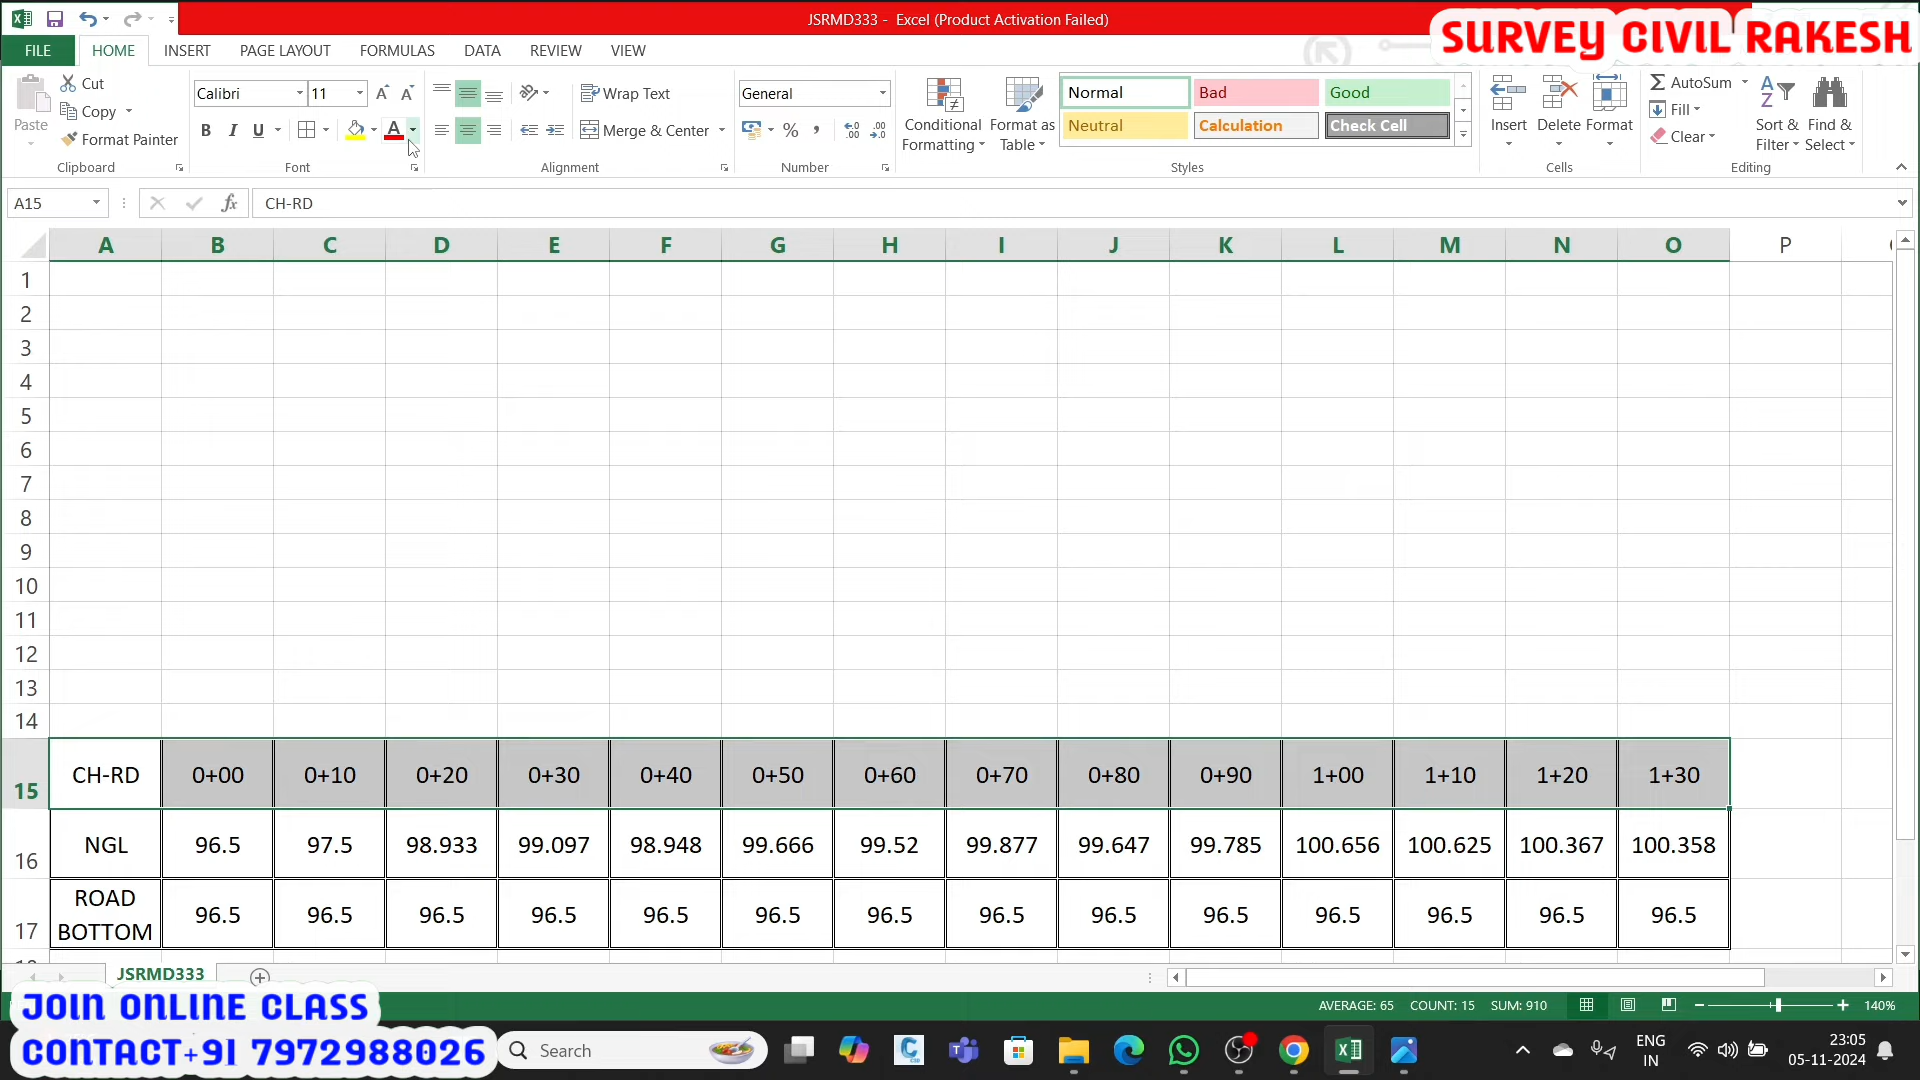 JSRMD333 - Excel (Product Activation Failed)
SURVEY CIVIL RAKESH
FILE HOME INSERT PAGE LAYOUT FORMULAS DATA REVIEW VIEW
Paste Cut Copy Format Painter Clipboard
Calibri 11 A A B I U A Font
Wrap Text Merge & Center Alignment
General % , Number
Conditional Formatting Format as Table
Normal Bad Good
Neutral Calculation Check Cell
Styles
Insert Delete Format Cells
AutoSum Fill Clear Sort & Filter Find & Select Editing
A15 fx CH-RD
A B C D E F G H I J K L M N O P
1
2
3
4
5
6
7
8
9
10
11
12
13
14
15 CH-RD 0+00 0+10 0+20 0+30 0+40 0+50 0+60 0+70 0+80 0+90 1+00 1+10 1+20 1+30
16 NGL 96.5 97.5 98.933 99.097 98.948 99.666 99.52 99.877 99.647 99.785 100.656 100.625 100.367 100.358
17 ROAD BOTTOM 96.5 96.5 96.5 96.5 96.5 96.5 96.5 96.5 96.5 96.5 96.5 96.5 96.5 96.5
JSRMD333
JOIN ONLINE CLASS
CONTACT+91 7972988026
AVERAGE: 65 COUNT: 15 SUM: 910 140%
Search
ENG IN
23:05
05-11-2024